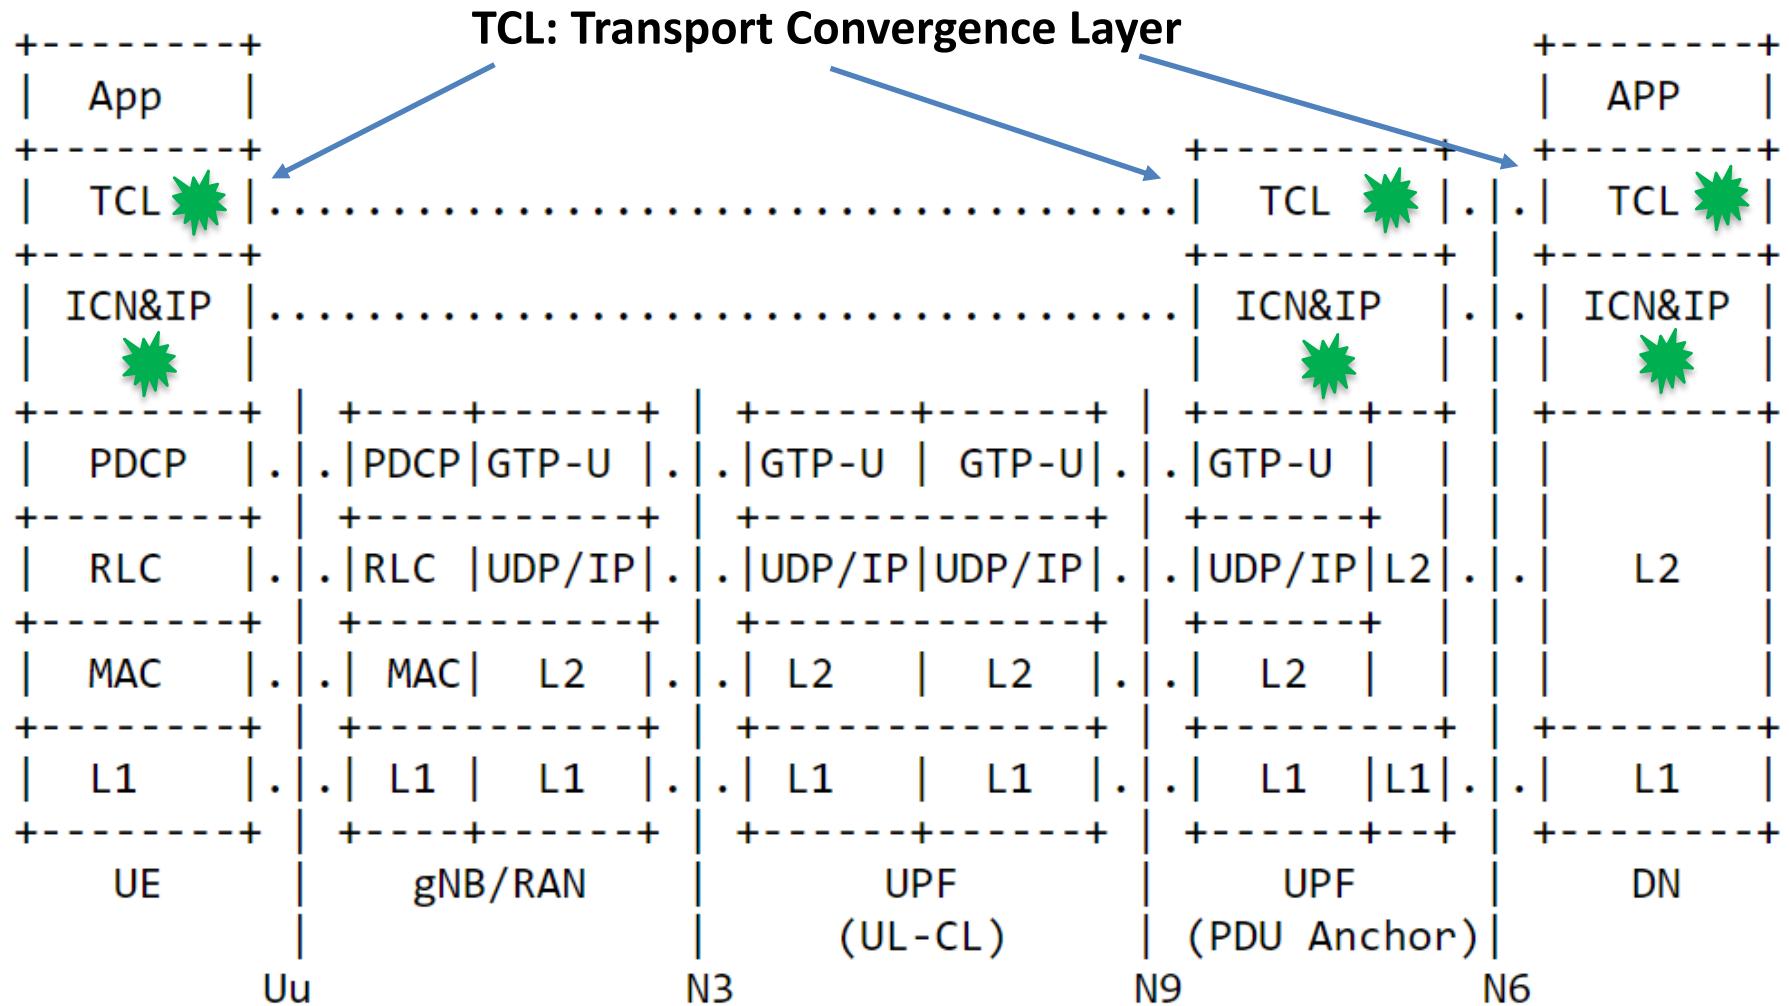 TCL: Transport Convergence Layer
+--------+ +--------+
| App | | APP |
+--------+ +---------+ +--------+
| TCL |.....................................| TCL |.|.| TCL |
+--------+ +---------+ | +--------+
| ICN&IP |.....................................| ICN&IP |.|.| ICN&IP |
| | | | | | |
+--------+ | +----+------+ | +------+------+ | +------+--+ | +--------+
| PDCP |.|.|PDCP|GTP-U |.|.|GTP-U | GTP-U|.|.|GTP-U | | | | |
+--------+ | +-----------+ | +-------------+ | +------+ | | | |
| RLC |.|.|RLC |UDP/IP|.|.|UDP/IP|UDP/IP|.|.|UDP/IP|L2|.|.| L2 |
+--------+ | +-----------+ | +-------------+ | +------+ | | | |
| MAC |.|.| MAC| L2 |.|.| L2 | L2 |.|.| L2 | | | | |
+--------+ | +-----------+ | +-------------+ | +---------+ | +--------+
| L1 |.|.| L1 | L1 |.|.| L1 | L1 |.|.| L1 |L1|.|.| L1 |
+--------+ | +----+------+ | +------+------+ | +------+--+ | +--------+
UE | gNB/RAN | UPF | UPF | DN
| | (UL-CL) | (PDU Anchor)|
Uu N3 N9 N6